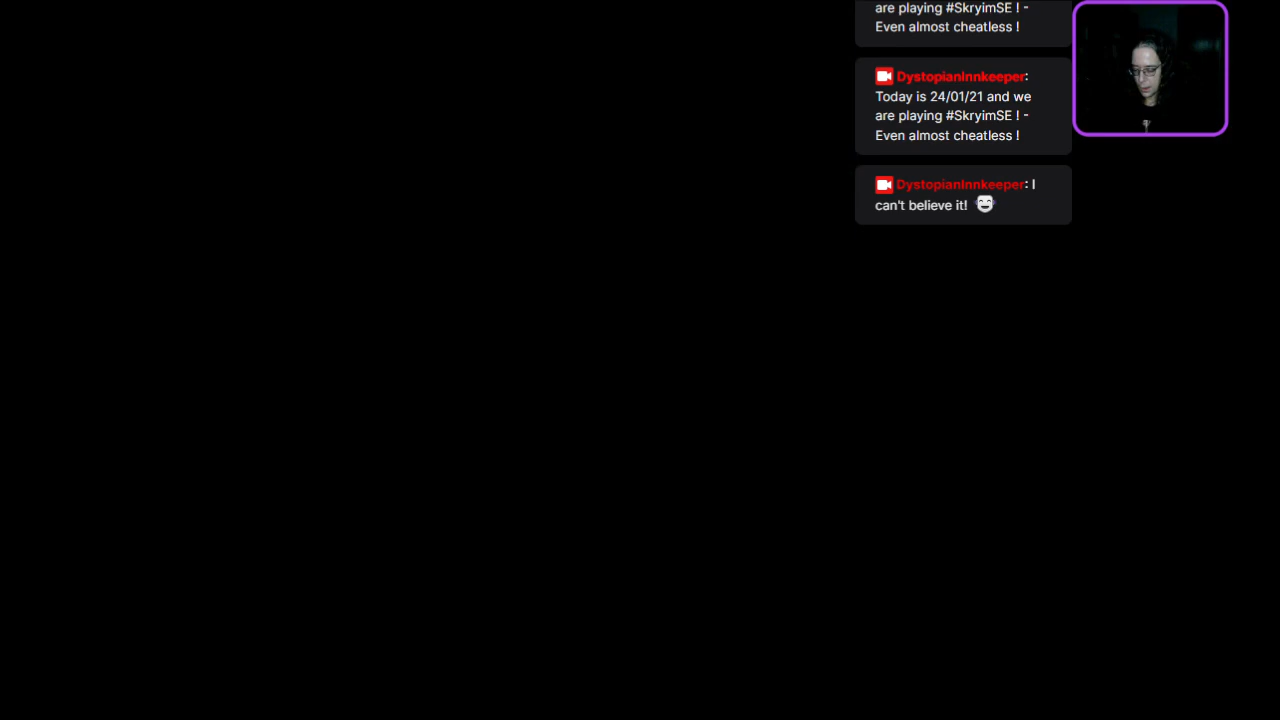 are playing #SkryimSE ! -
Even almost cheatless !
DystopianInnkeeper:
Today is 24/01/21 and we
are playing #SkryimSE ! -
Even almost cheatless !
DystopianInnkeeper: I
can't believe it!